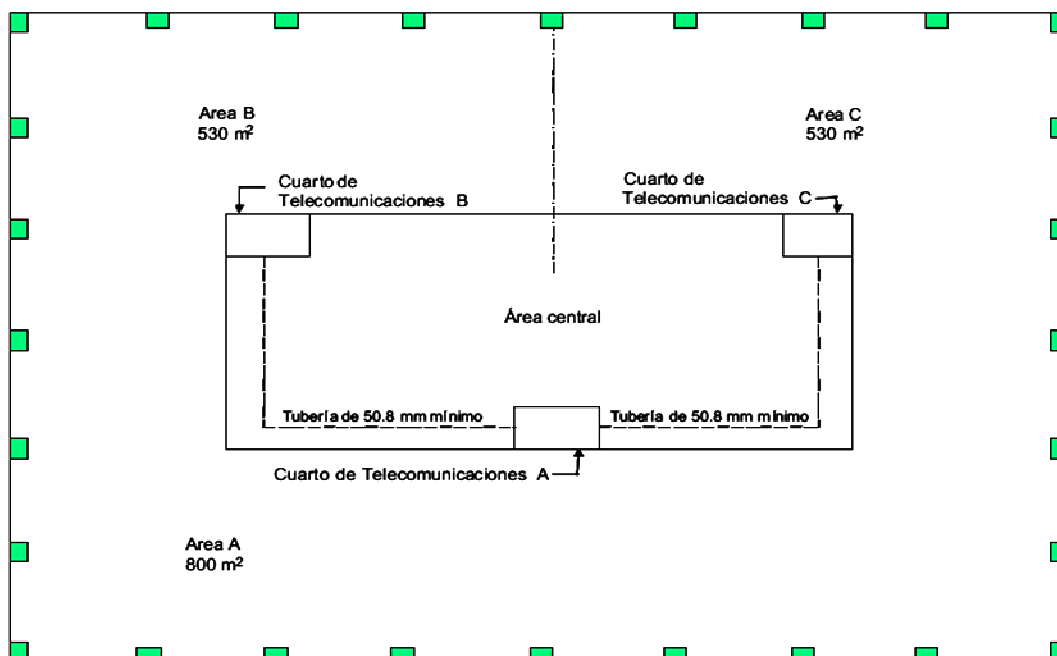 Area B
530 m²
Area C
530 m²
Cuarto de
Telecomunicaciones B
Cuarto de
Telecomunicaciones C
Área central
Tubería de 50.8 mm mínimo
Tubería de 50.8 mm mínimo
Cuarto de Telecomunicaciones A
Area A
800 m²